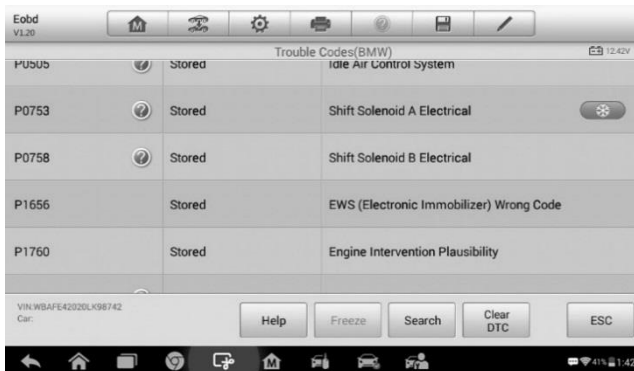 Eobd
V1.20
Trouble Codes(BMW)
12.42V
P0505 Stored Idle Air Control System
P0753 Stored Shift Solenoid A Electrical
P0758 Stored Shift Solenoid B Electrical
P1656 Stored EWS (Electronic Immobilizer) Wrong Code
P1760 Stored Engine Intervention Plausibility
VIN:WBAFE42020LK98742
Car:
Help Freeze Search Clear DTC ESC
41% 1:42